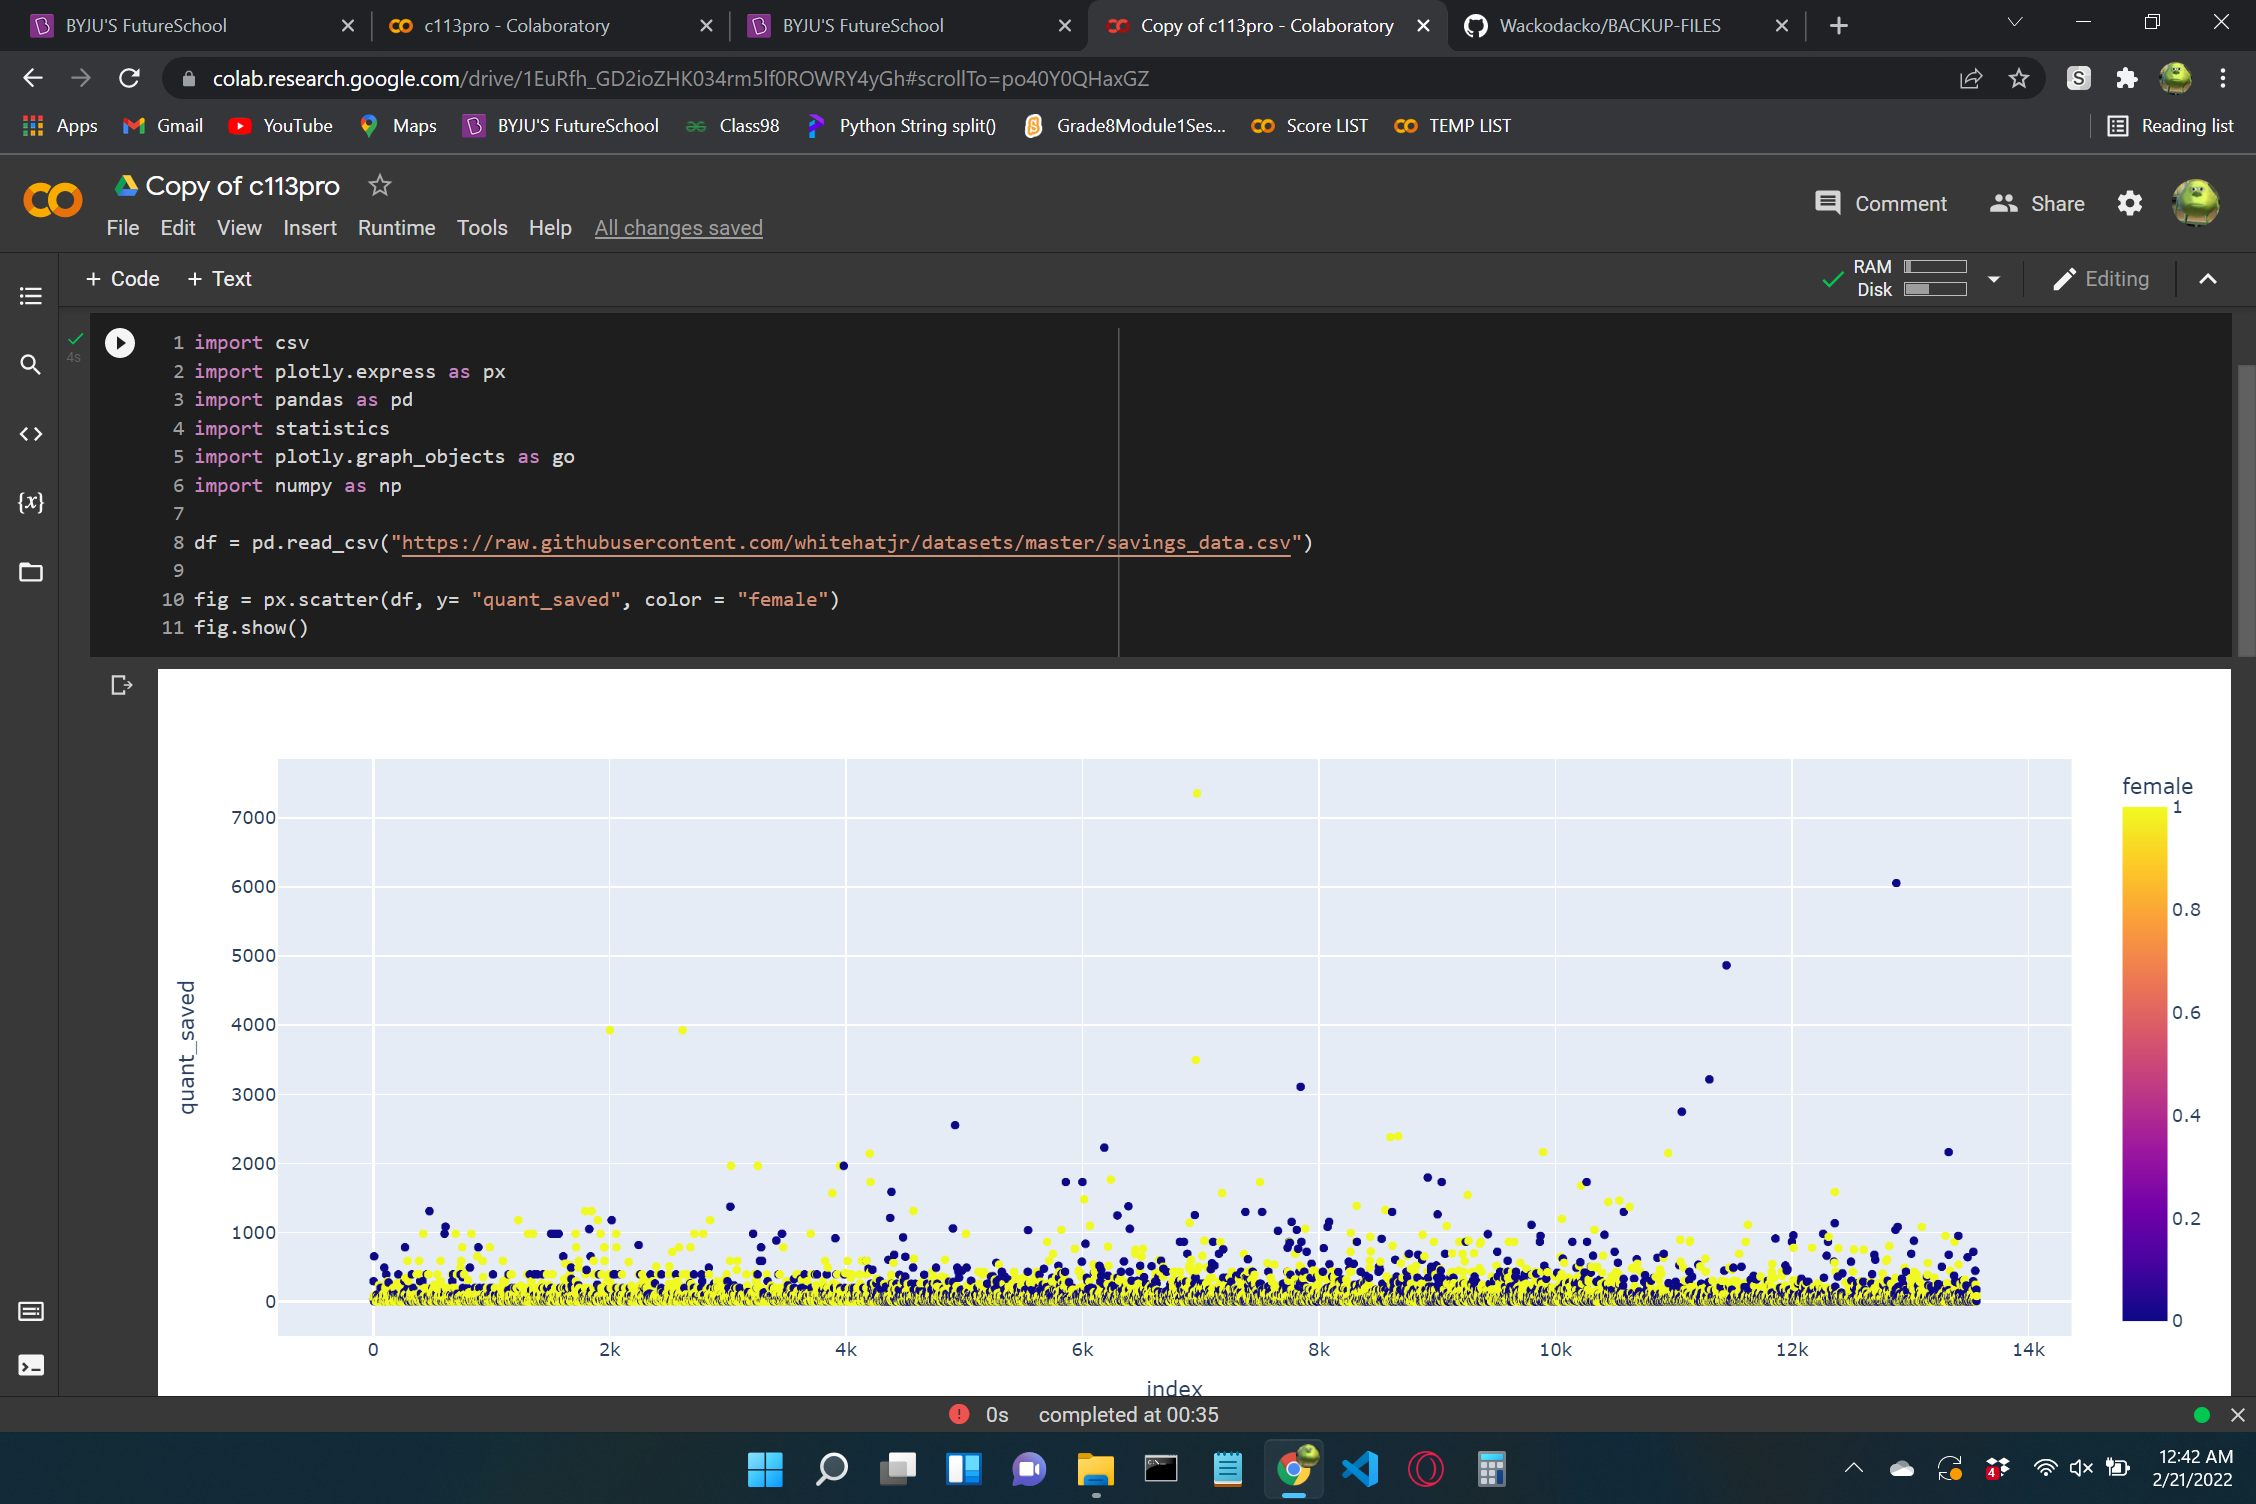 BYJU'S FutureSchool
c113pro - Colaboratory
BYJU'S FutureSchool
Copy of c113pro - Colaboratory
Wackodacko/BACKUP-FILES
colab.research.google.com/drive/1EuRfh_GD2ioZHK034rm5lf0ROWRY4yGh#scrollTo=po40Y0QHaxGZ
S
Apps
Gmail
YouTube
Maps
BYJU'S FutureSchool
Class98
Python String split()
Grade8Module1Ses...
Score LIST
TEMP LIST
Reading list
Copy of c113pro
Comment
Share
File Edit View Insert Runtime Tools Help All changes saved
+ Code + Text
RAM
Disk
Editing
4s
1 import csv
2 import plotly.express as px
3 import pandas as pd
4 import statistics
5 import plotly.graph_objects as go
6 import numpy as np
7
8 df = pd.read_csv("https://raw.githubusercontent.com/whitehatjr/datasets/master/savings_data.csv")
9
10 fig = px.scatter(df, y= "quant_saved", color = "female")
11 fig.show()
{x}
female
1
0.8
0.6
0.4
0.2
0
quant_saved
7000
6000
5000
4000
3000
2000
1000
0
0 2k 4k 6k 8k 10k 12k 14k
index
0s completed at 00:35
4
12:42 AM
2/21/2022